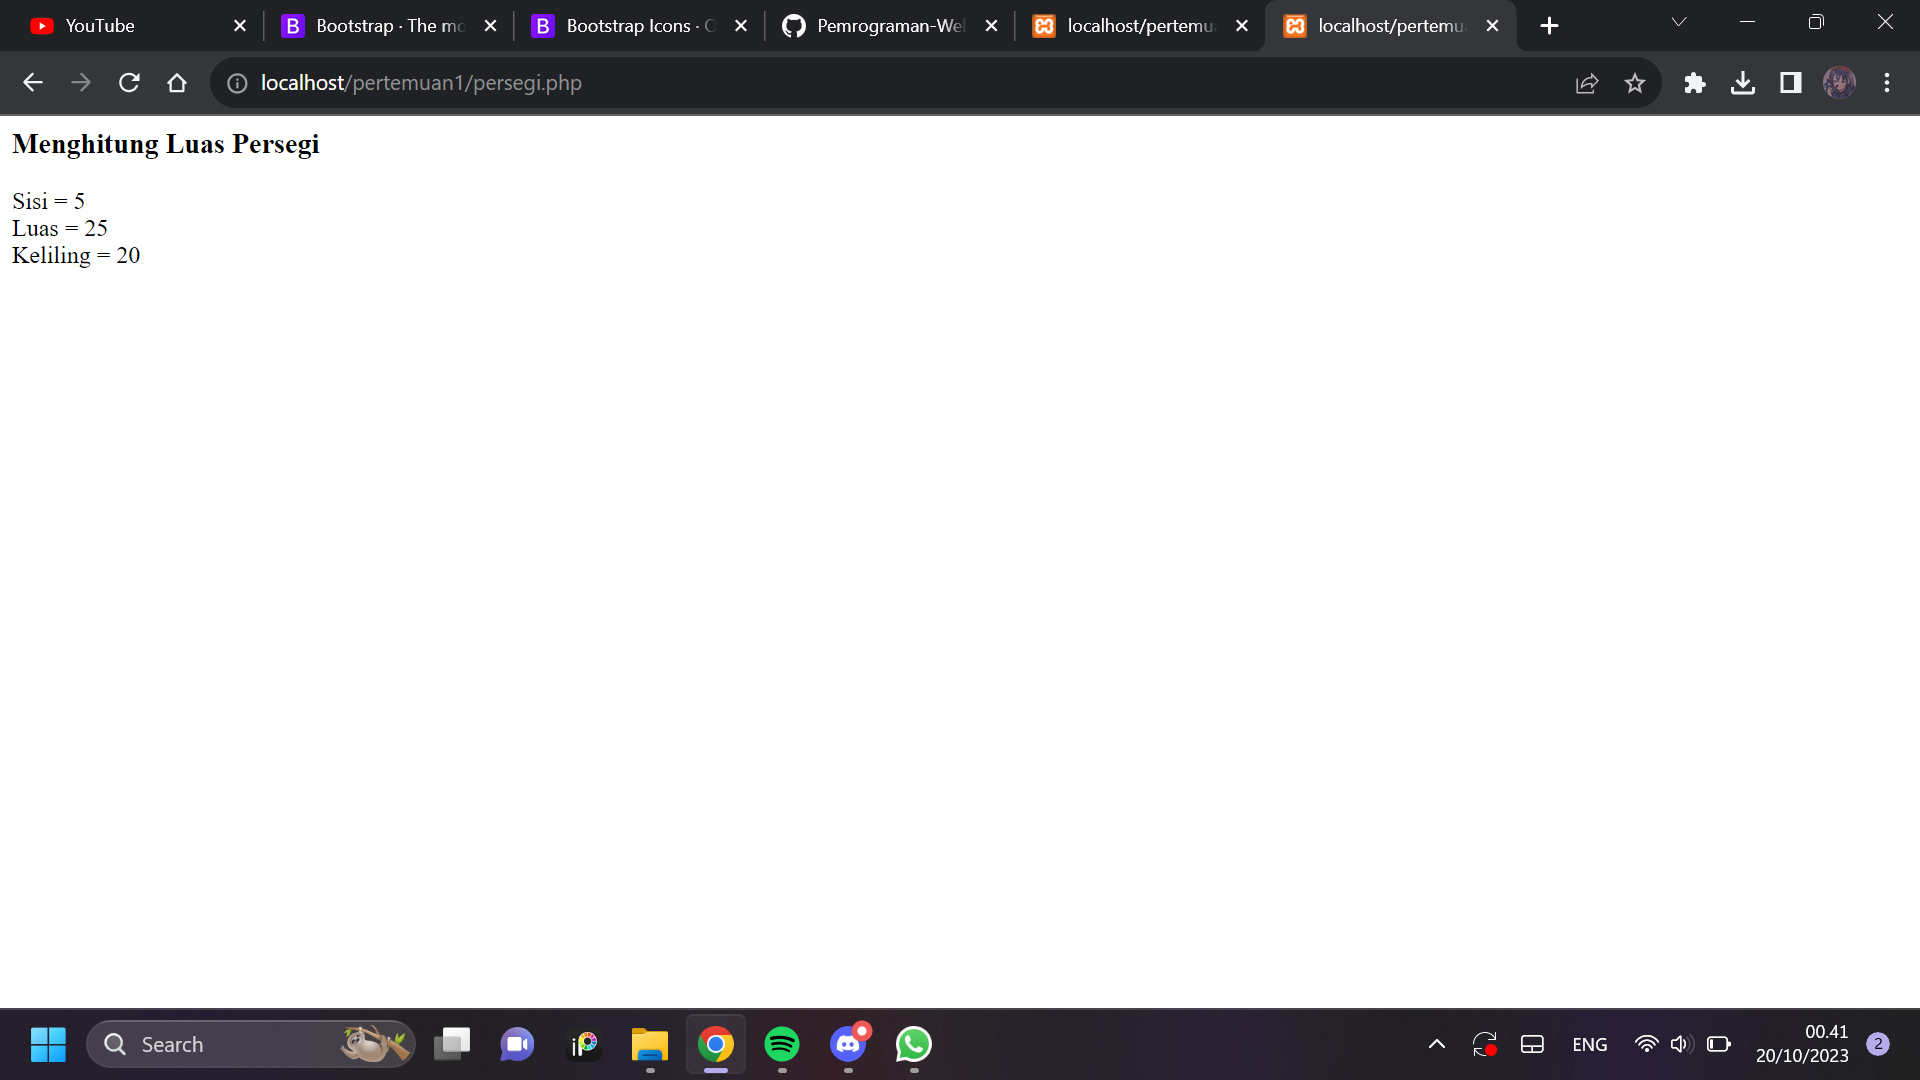 YouTube
Bootstrap · The mo
Bootstrap Icons · O
Pemrograman-We
localhost/pertemu
localhost/pertemu
localhost/pertemuan1/persegi.php
Menghitung Luas Persegi
Sisi = 5
Luas = 25
Keliling = 20
Search
ENG
00.41
20/10/2023
2